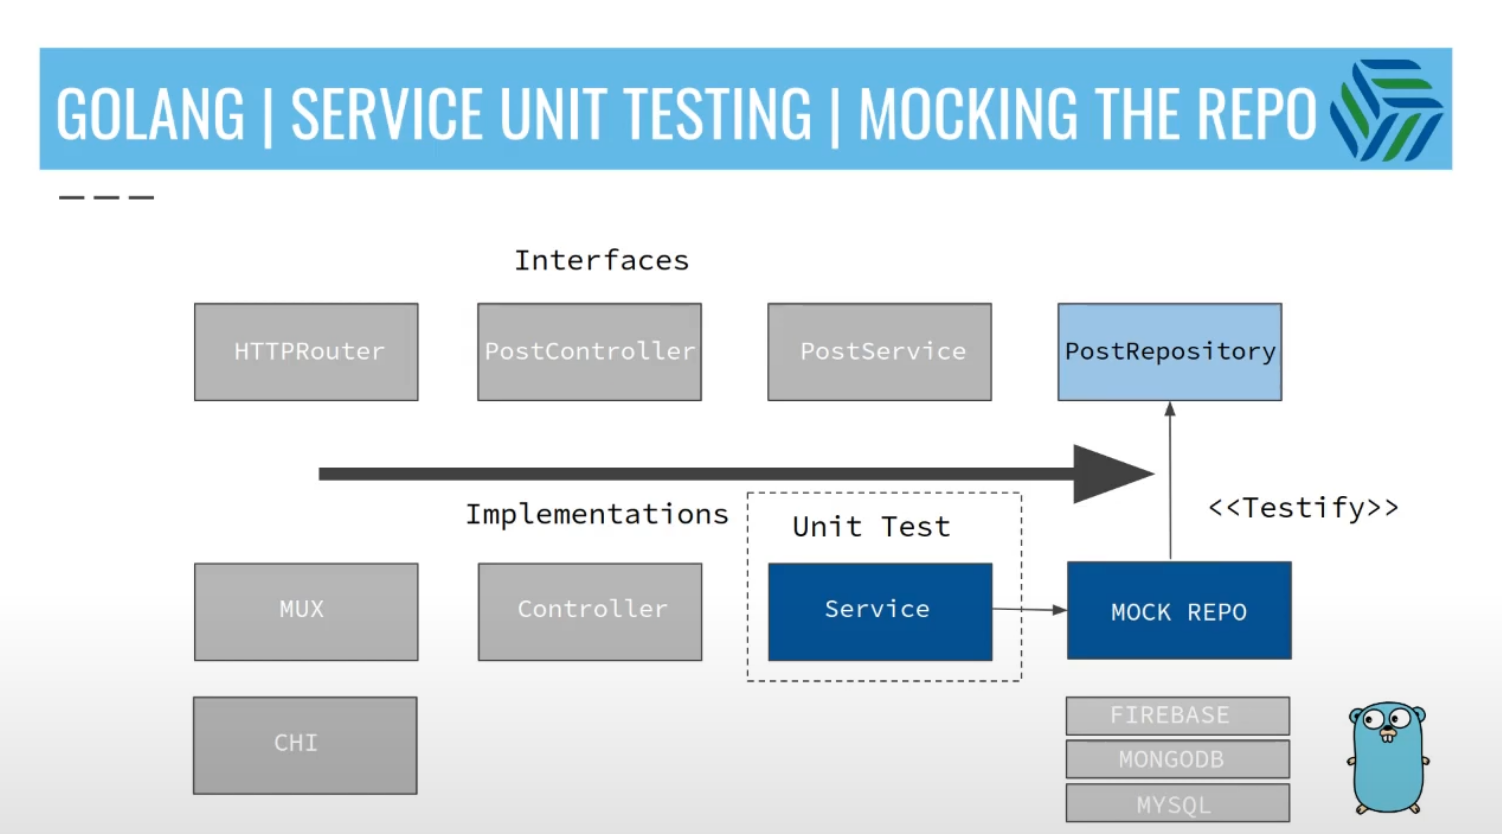 GOLANG | SERVICE UNIT TESTING | MOCKING THE REPO
Interfaces
HTTPRouter
PostController
PostService
PostRepository
Implementations
Unit Test
<<Testify>>
MUX
Controller
Service
MOCK REPO
CHI
FIREBASE
MONGODB
MYSQL